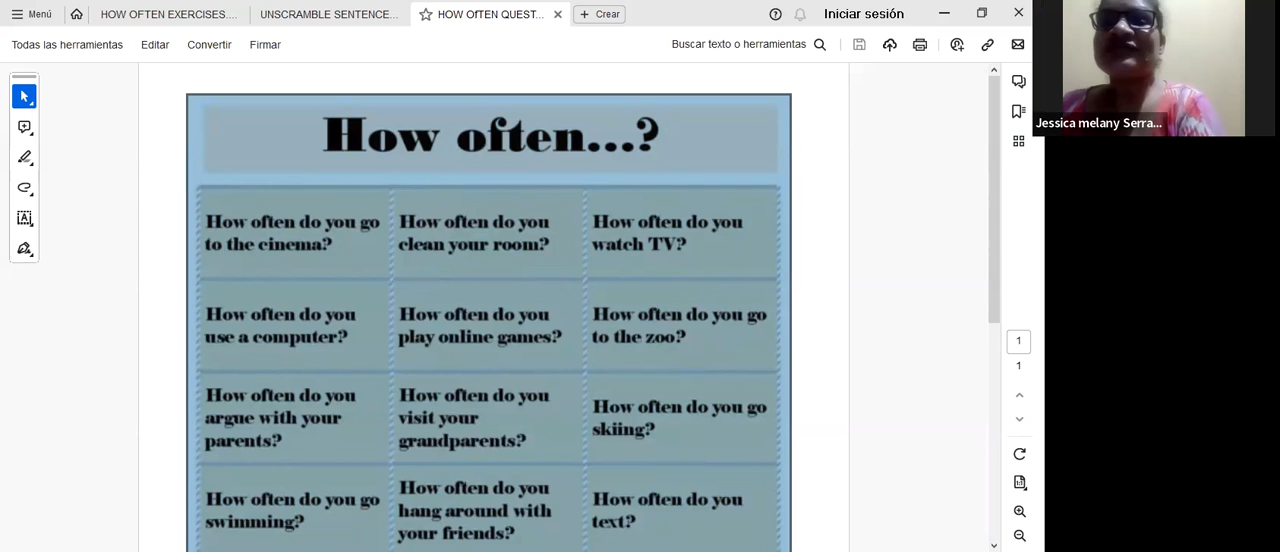 Menú
HOW OFTEN EXERCISES....
UNSCRAMBLE SENTENCE...
HOW OfTEN QUEST...
Crear
Iniciar sesión
Todas las herramientas
Editar
Convertir
Firmar
Buscar texto o herramientas
Jessica melany Serra...
How often...?
How often do you go
to the cinema?
How often do you
clean your room?
How often do you
watch TV?
How often do you
use a computer?
How often do you
play online games?
How often do you go
to the zoo?
How often do you
argue with your
parents?
How often do you
visit your
grandparents?
How often do you go
skiing?
How often do you go
swimming?
How often do you
hang around with
your friends?
How often do you
text?
1
1